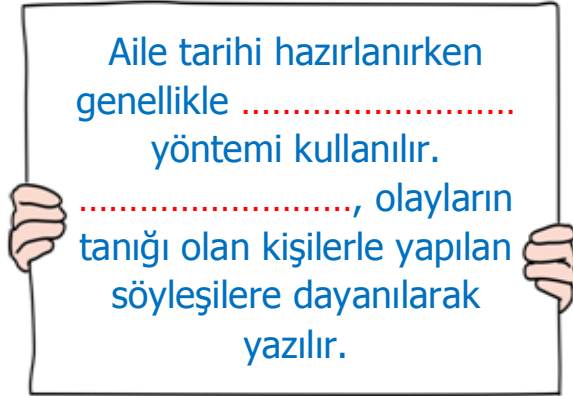 Aile tarihi hazırlanırken
genellikle ..........................
yöntemi kullanılır.
.........................., olayların
tanığı olan kişilerle yapılan
söyleşilere dayanılarak
yazılır.